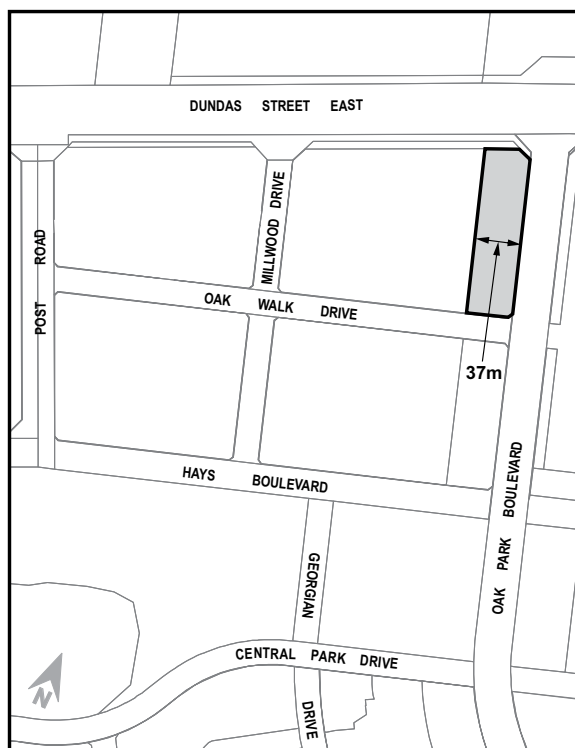 DUNDAS STREET EAST
MILLWOOD DRIVE
POST ROAD
OAK WALK DRIVE
37m
HAYS BOULEVARD
OAK PARK BOULEVARD
GEORGIAN
CENTRAL PARK DRIVE
DRIVE
N